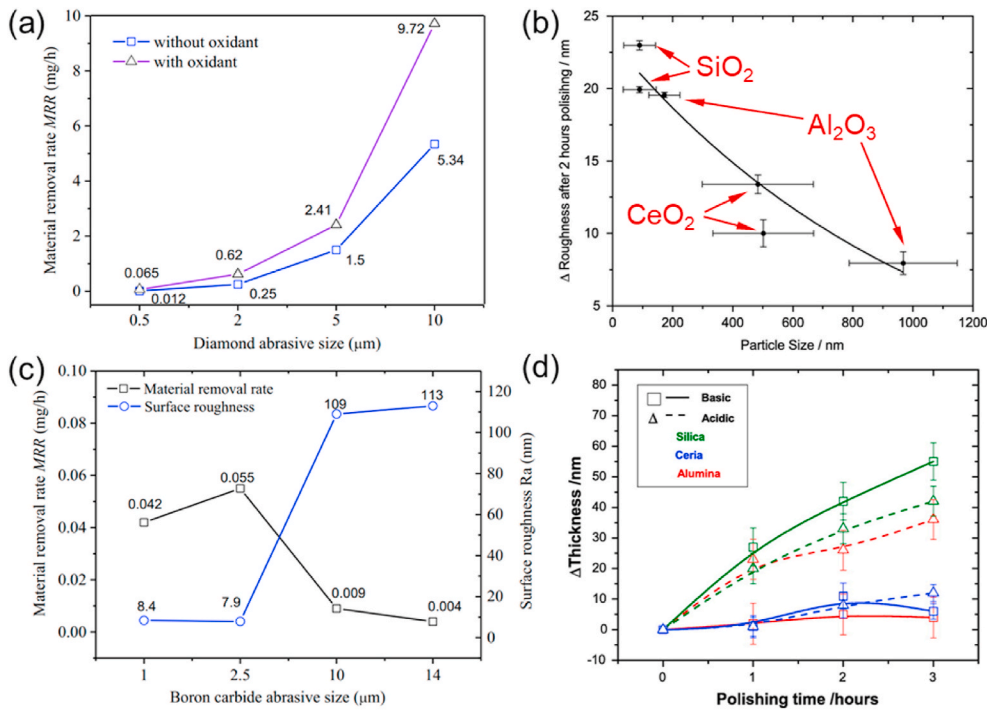 (a)
Material removal rate MRR (mg/h)
10
8
6
4
2
0
without oxidant
with oxidant
9.72
5.34
2.41
1.5
0.62
0.25
0.065
0.012
0.5
2
5
10
Diamond abrasive size (μm)
(b)
Δ Roughness after 2 hours polisihng / nm
25
20
15
10
5
SiO₂
Al₂O₃
CeO₂
0
200
400
600
800
1000
1200
Particle Size / nm
(c)
Material removal rate MRR (mg/h)
0.10
0.08
0.06
0.04
0.02
0.00
Material removal rate
Surface roughness
109
113
0.042
0.055
8.4
7.9
0.009
0.004
120
100
80
60
40
20
0
Surface roughness Ra (nm)
1
2.5
10
14
Boron carbide abrasive size (μm)
(d)
ΔThickness /nm
80
70
60
50
40
30
20
10
0
-10
Basic
Acidic
Silica
Ceria
Alumina
0
1
2
3
Polishing time /hours